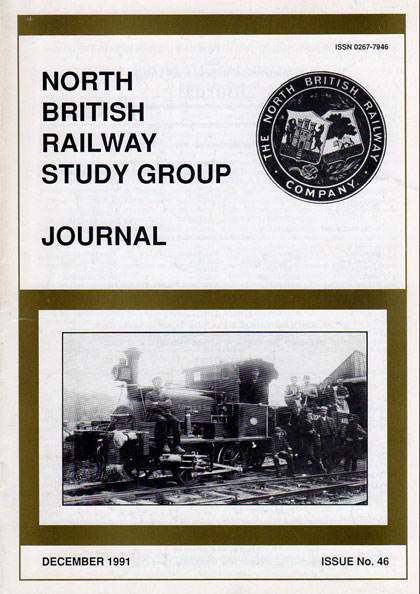 ISSN 0267-7946
NORTH
BRITISH
RAILWAY
STUDY GROUP
JOURNAL
THE NORTH BRITISH RAILWAY
COMPANY.
DECEMBER 1991
ISSUE No. 46